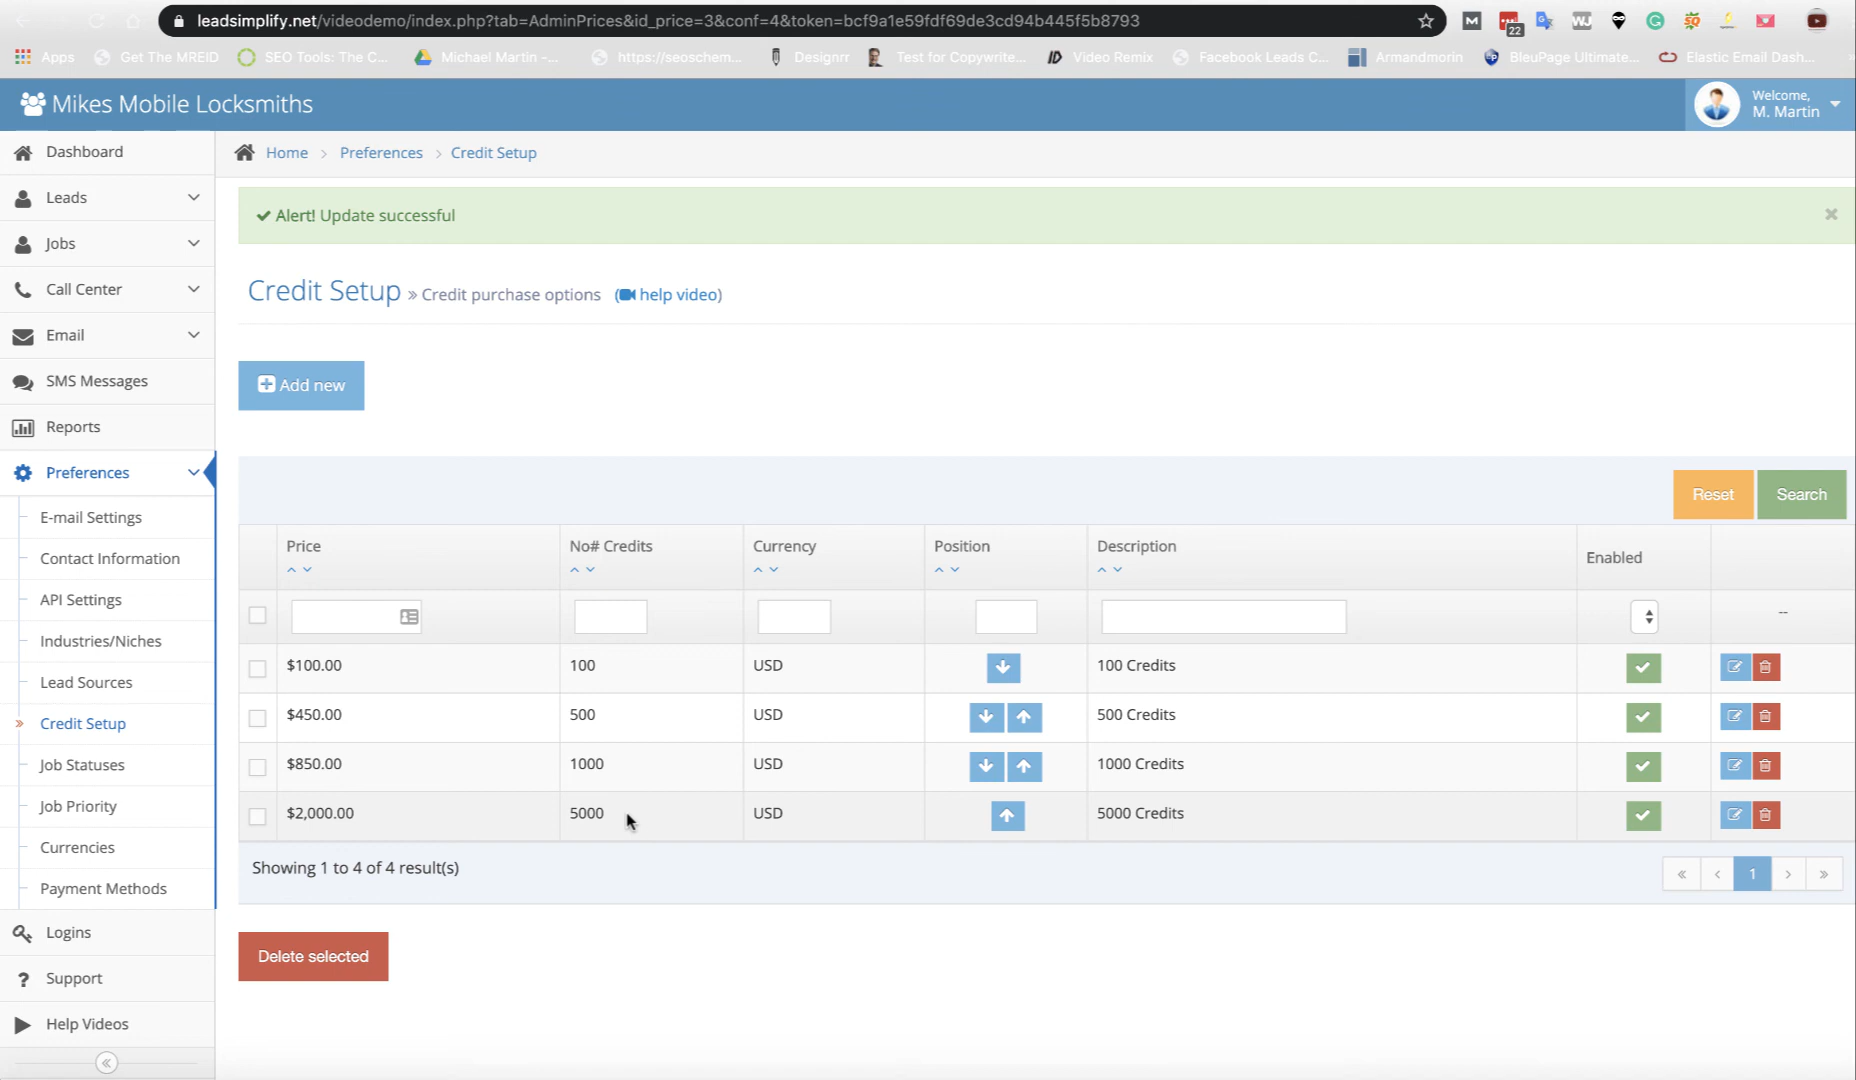 leadsimplify.net/videodemo/index.php?tab=AdminPrices&id_price=3&conf=4&token=bcf9a1e59fdf69de3cd94b445f5b8793
22
Apps Get The MREID SEO Tools: The C... Michael Martin -... https://seoschem... Designrr Test for Copywrite... Video Remix Facebook Leads C... Armandmorin BleuPage Ultimate... Elastic Email Dash...
Mikes Mobile Locksmiths
Welcome,
M. Martin
Dashboard
Leads
Jobs
Call Center
Email
SMS Messages
Reports
Preferences
E-mail Settings
Contact Information
API Settings
Industries/Niches
Lead Sources
Credit Setup
Job Statuses
Job Priority
Currencies
Payment Methods
Logins
Support
Help Videos
Home > Preferences > Credit Setup
Alert! Update successful
Credit Setup » Credit purchase options (help video)
Add new
Reset Search
Price No# Credits Currency Position Description Enabled
--
$100.00 100 USD 100 Credits
$450.00 500 USD 500 Credits
$850.00 1000 USD 1000 Credits
$2,000.00 5000 USD 5000 Credits
Showing 1 to 4 of 4 result(s)
« ‹ 1 › »
Delete selected